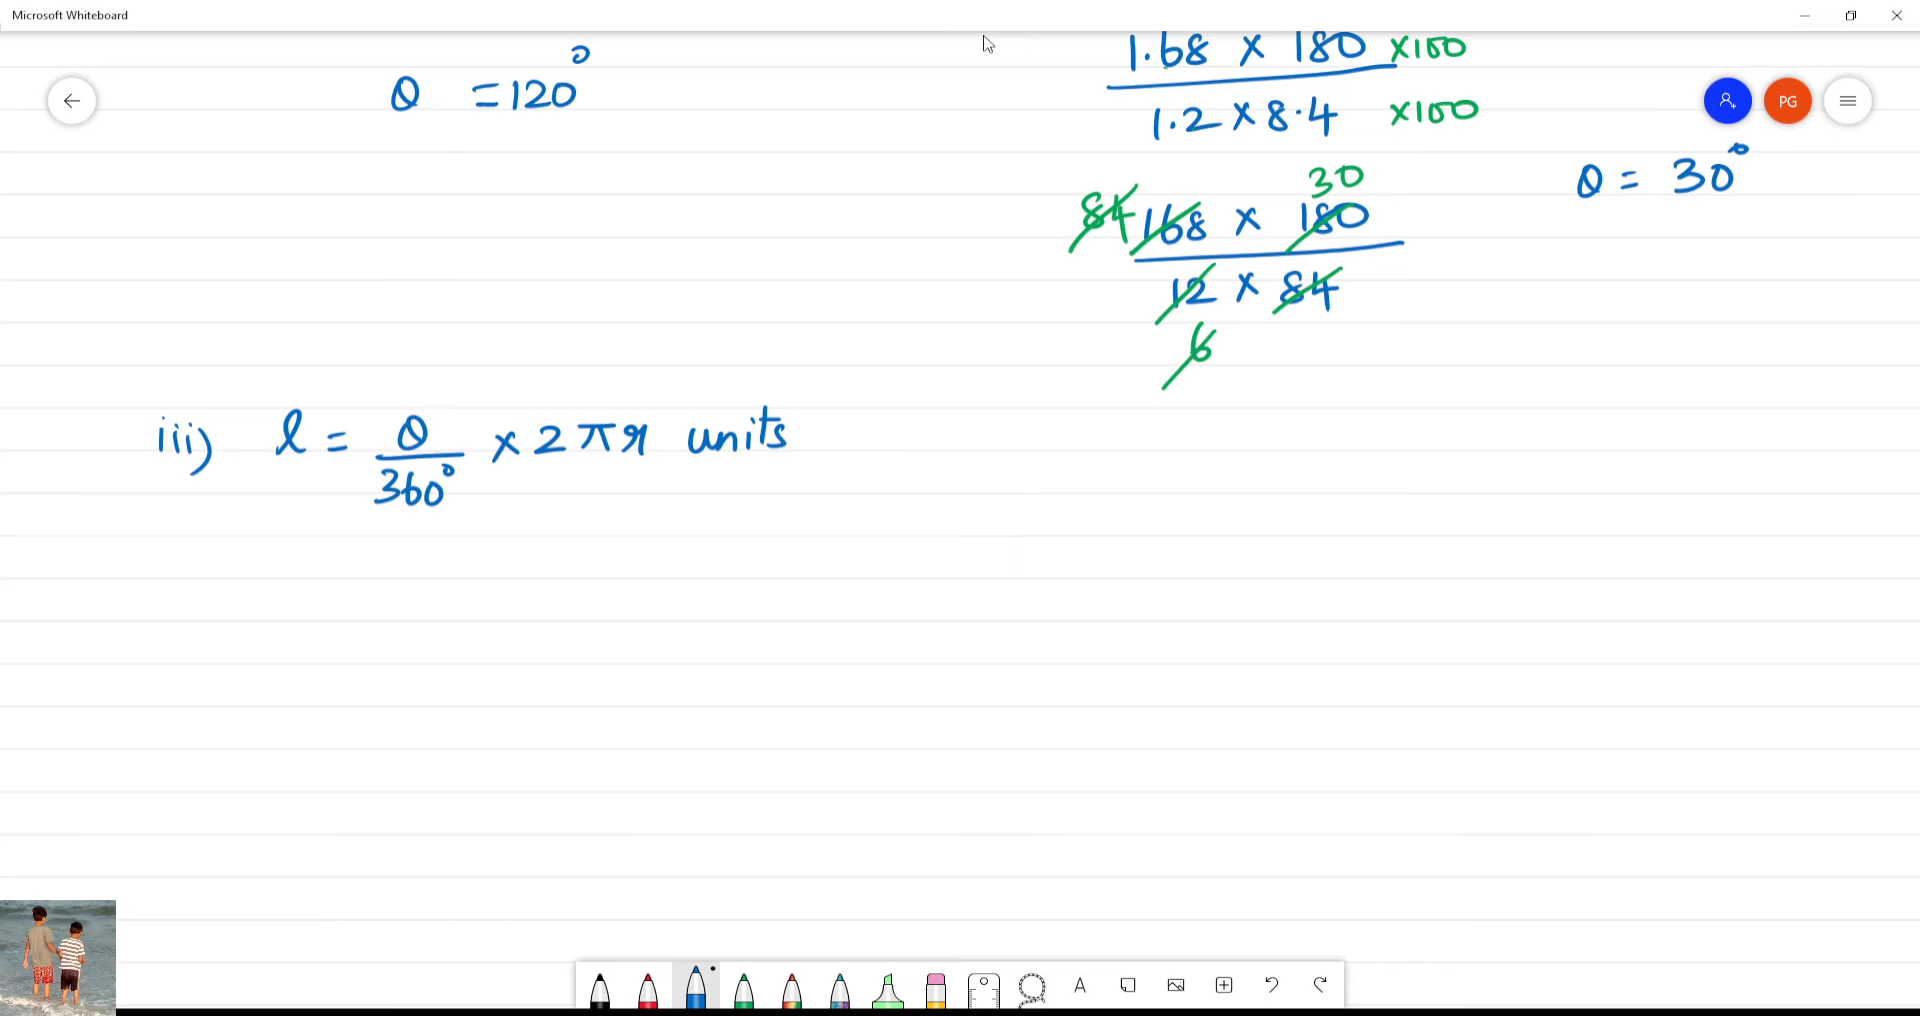 Microsoft Whiteboard
θ = 120°
1.68 × 180 ×100
1.2 × 8.4 ×100
PG
θ = 30°
30
84 168 × 180
12 × 84
6
iii) l = θ/360° × 2πr units
A